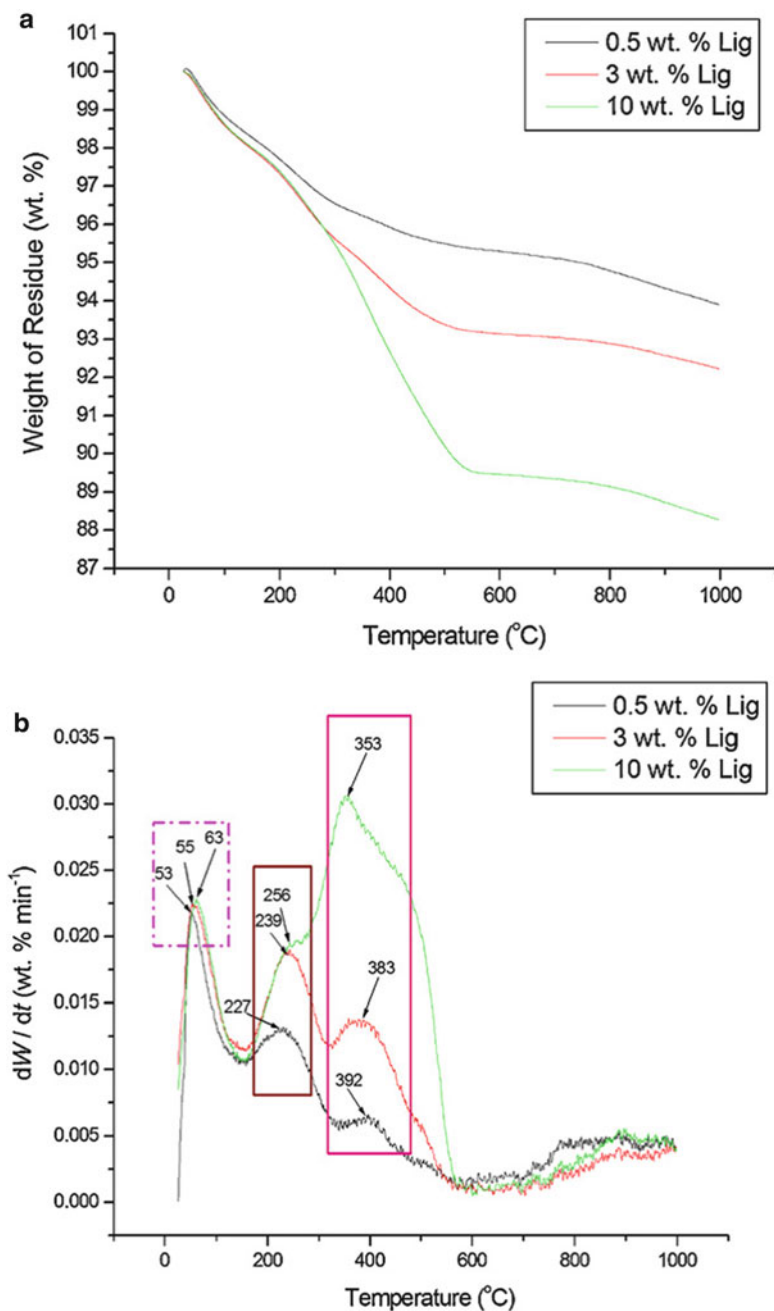 a
101
100
99
98
97
96
95
94
93
92
91
90
89
88
87
Weight of Residue (wt. %)
0.5 wt. % Lig
3 wt. % Lig
10 wt. % Lig
0 200 400 600 800 1000
Temperature (°C)
b
0.035
0.030
0.025
0.020
0.015
0.010
0.005
0.000
dW / dt (wt. % min⁻¹)
0.5 wt. % Lig
3 wt. % Lig
10 wt. % Lig
353
55 63
53
256
239
227
383
392
0 200 400 600 800 1000
Temperature (°C)